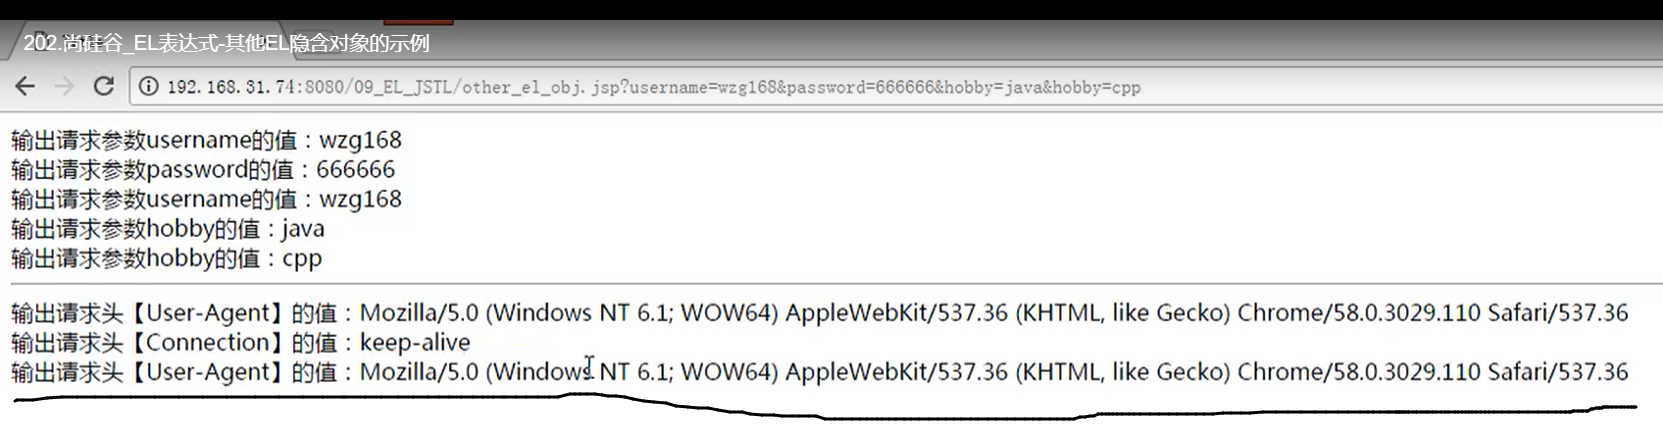 202.尚硅谷_EL表达式-其他EL隐含对象的示例
192.168.31.74:8080/09_EL_JSTL/other_el_obj.jsp?username=wzg168&password=666666&hobby=java&hobby=cpp
输出请求参数username的值：wzg168
输出请求参数password的值：666666
输出请求参数username的值：wzg168
输出请求参数hobby的值：java
输出请求参数hobby的值：cpp
输出请求头【User-Agent】的值：Mozilla/5.0 (Windows NT 6.1; WOW64) AppleWebKit/537.36 (KHTML, like Gecko) Chrome/58.0.3029.110 Safari/537.36
输出请求头【Connection】的值：keep-alive
输出请求头【User-Agent】的值：Mozilla/5.0 (Windows NT 6.1; WOW64) AppleWebKit/537.36 (KHTML, like Gecko) Chrome/58.0.3029.110 Safari/537.36